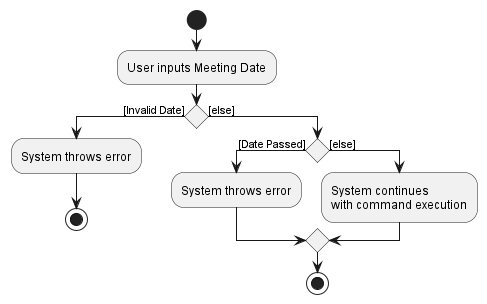 User inputs Meeting Date
[Invalid Date]
[else]
System throws error
[Date Passed]
[else]
System throws error
System continues
with command execution